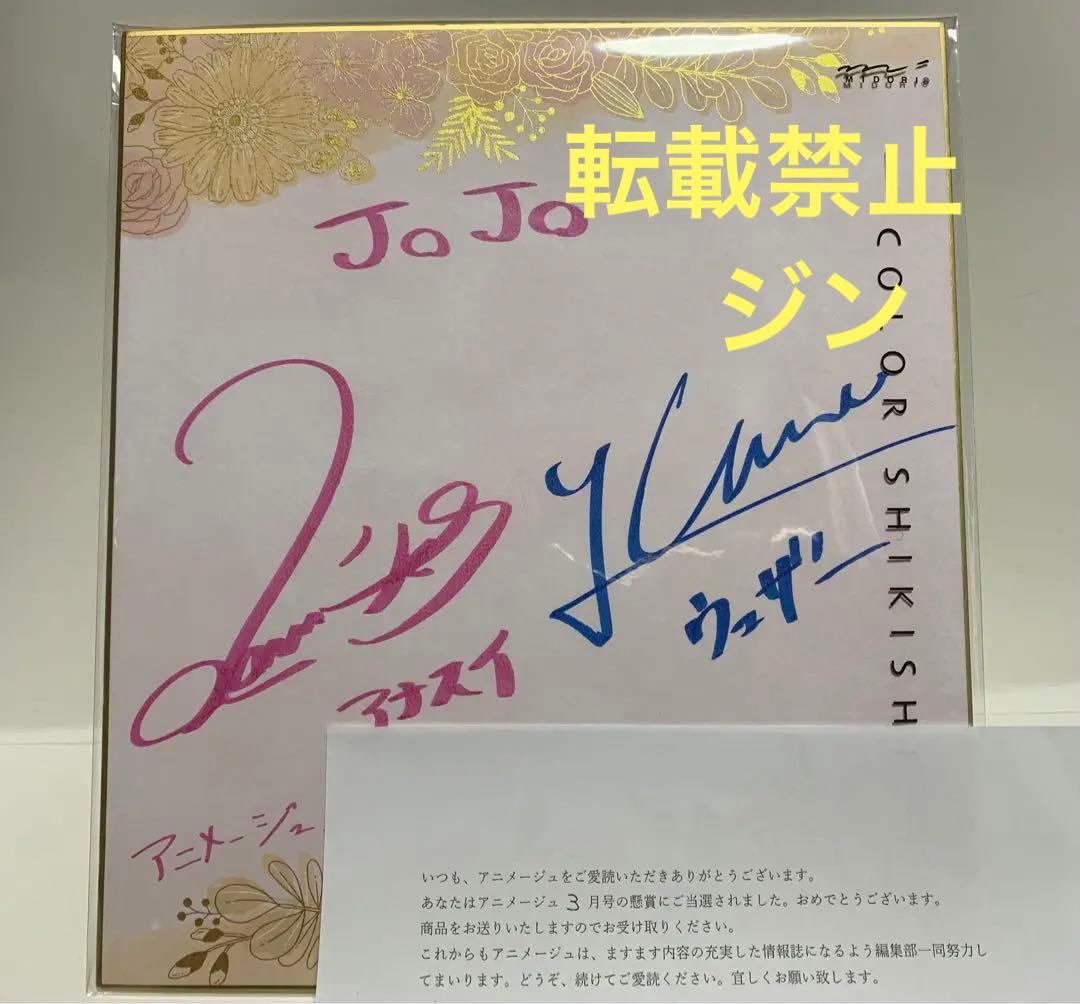 MIDORI
転載禁止
ジン
JoJo
COLOR SHIKISHI
アナスイ
ウェザー
アニメージュ
いつも、アニメージュをご愛読いただきありがとうございます。
あなたはアニメージュ 3 月号の懸賞にご当選されました。おめでとうございます。
商品をお送りいたしますのでお受け取りください。
これからもアニメージュは、ますます内容の充実した情報誌になるよう編集部一同努力し
てまいります。どうぞ、続けてご愛読ください。宜しくお願い致します。